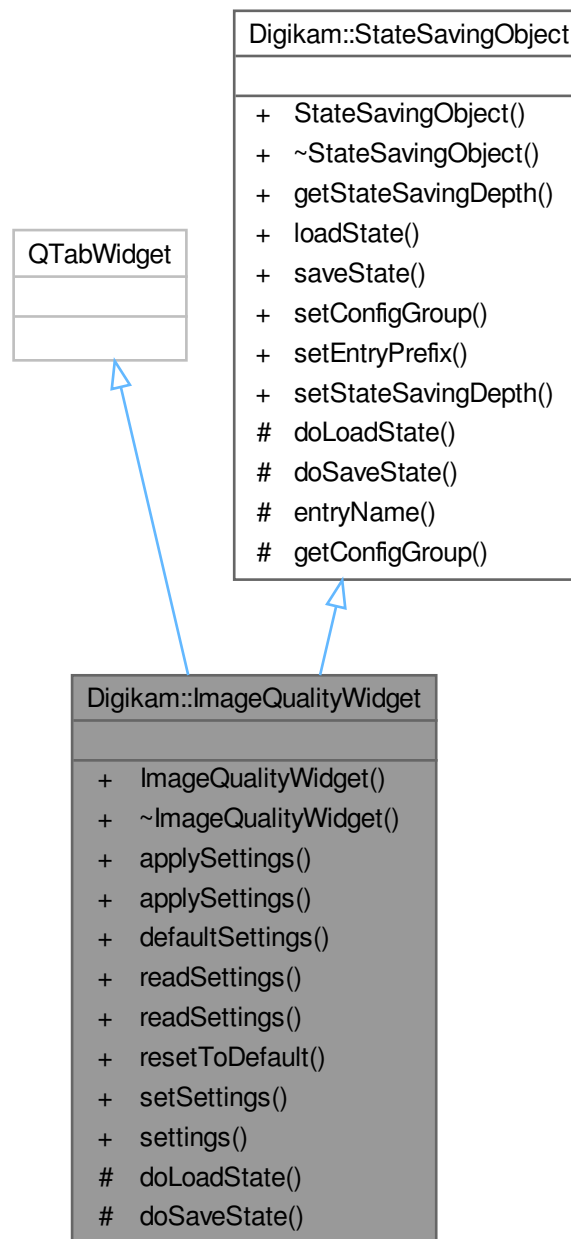 Digikam::StateSavingObject
+ StateSavingObject()
+ ~StateSavingObject()
+ getStateSavingDepth()
+ loadState()
+ saveState()
+ setConfigGroup()
+ setEntryPrefix()
+ setStateSavingDepth()
# doLoadState()
# doSaveState()
# entryName()
# getConfigGroup()
QTabWidget
Digikam::ImageQualityWidget
+ ImageQualityWidget()
+ ~ImageQualityWidget()
+ applySettings()
+ applySettings()
+ defaultSettings()
+ readSettings()
+ readSettings()
+ resetToDefault()
+ setSettings()
+ settings()
# doLoadState()
# doSaveState()